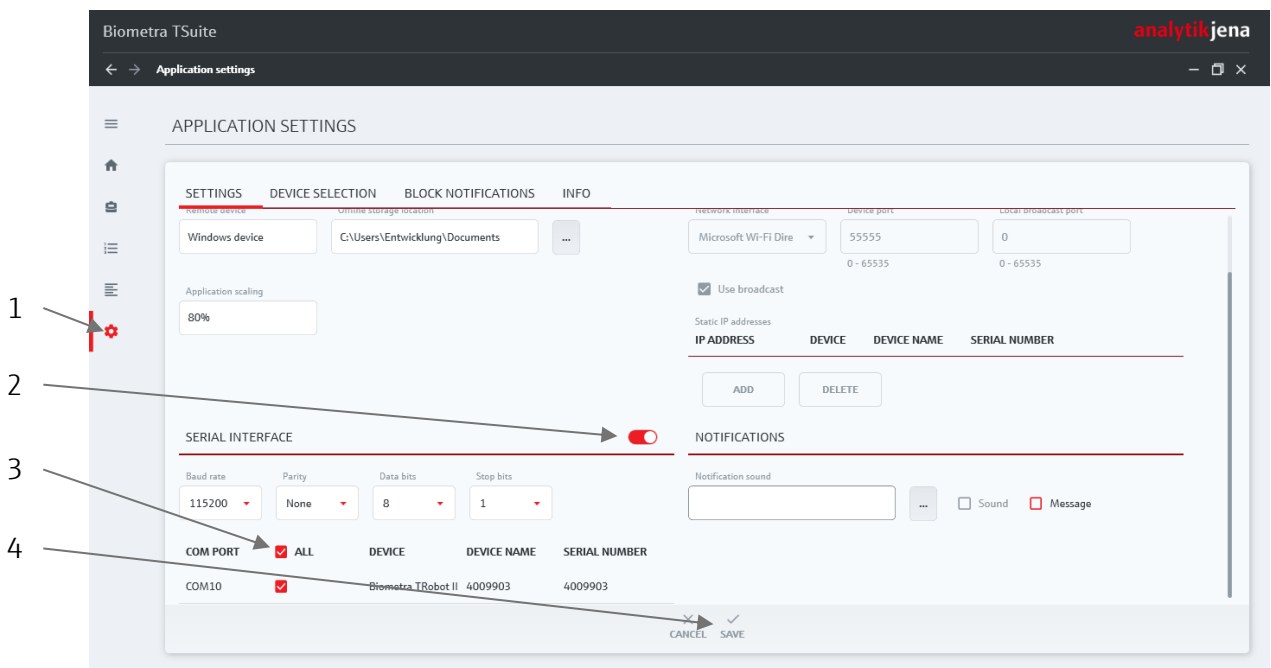 Biometra TSuite
analytikjena
Application settings
APPLICATION SETTINGS
SETTINGS DEVICE SELECTION BLOCK NOTIFICATIONS INFO
Remote device Offline storage location Network interface Device port Local broadcast port
Windows device C:\Users\Entwicklung\Documents ... Microsoft Wi-Fi Dire 55555 0
0 - 65535 0 - 65535
Application scaling Use broadcast
80%
1
Static IP addresses
IP ADDRESS DEVICE DEVICE NAME SERIAL NUMBER
2
ADD DELETE
SERIAL INTERFACE NOTIFICATIONS
3
Baud rate Parity Data bits Stop bits Notification sound
115200 None 8 1 ... Sound Message
4
COM PORT ALL DEVICE DEVICE NAME SERIAL NUMBER
COM10 Biometra TRobot II 4009903 4009903
CANCEL SAVE